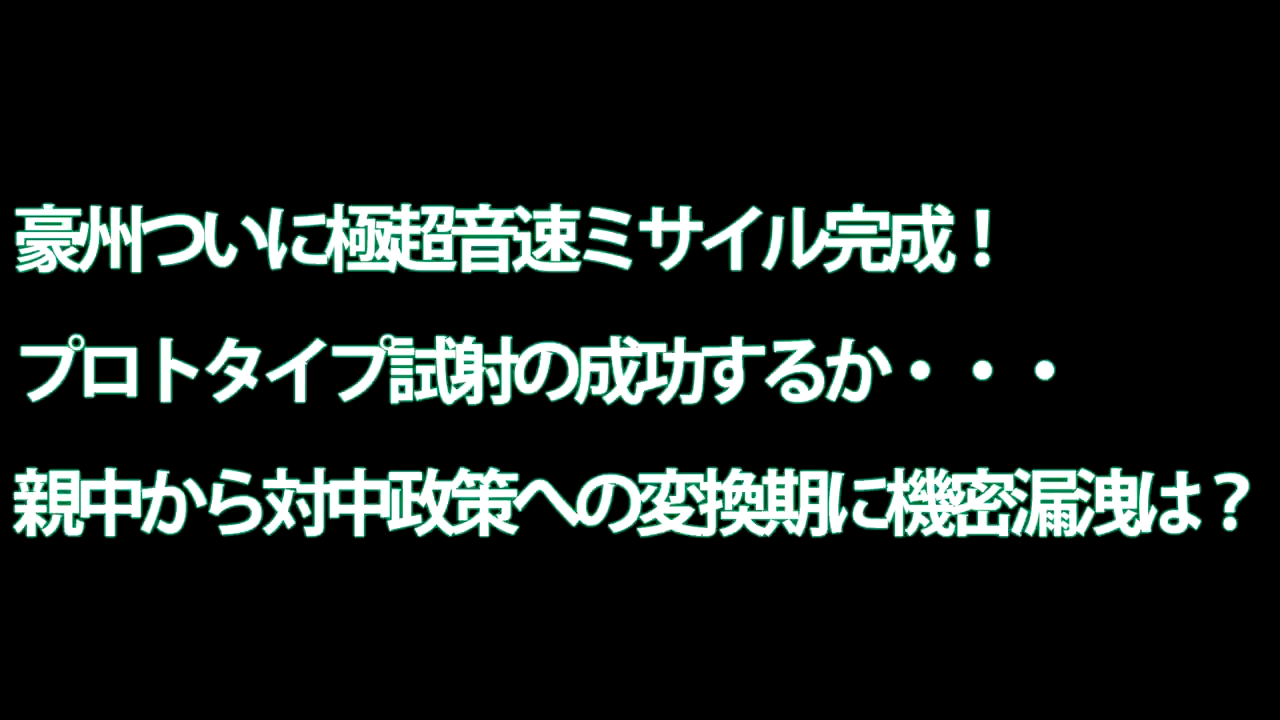 豪州ついに極超音速ミサイル完成！
プロトタイプ試射の成功するか・・・
親中から対中政策への変換期に機密漏洩は？